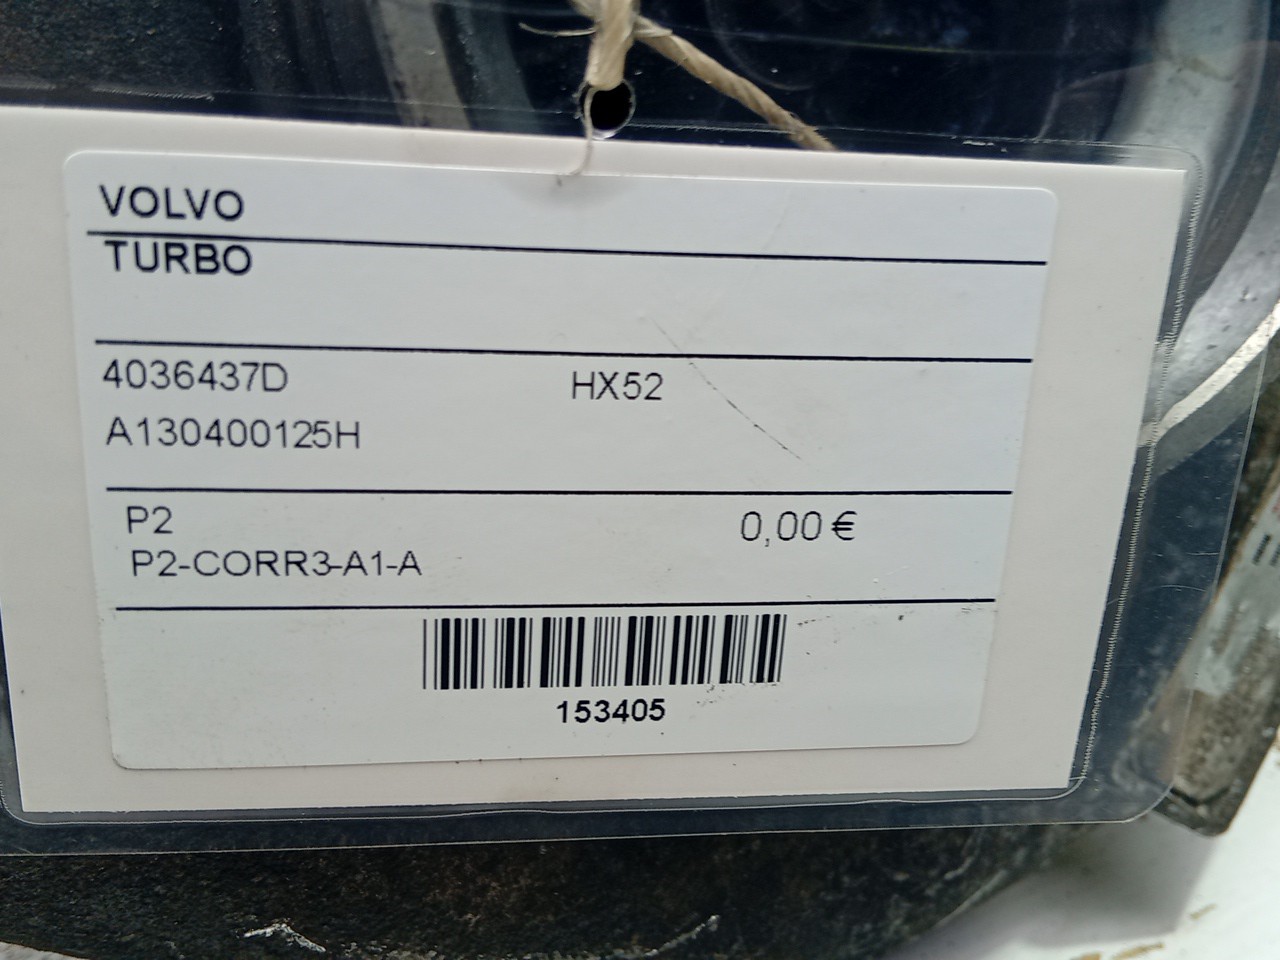 VOLVO
TURBO
4036437D HX52
A130400125H
P2 0,00 €
P2-CORR3-A1-A
153405